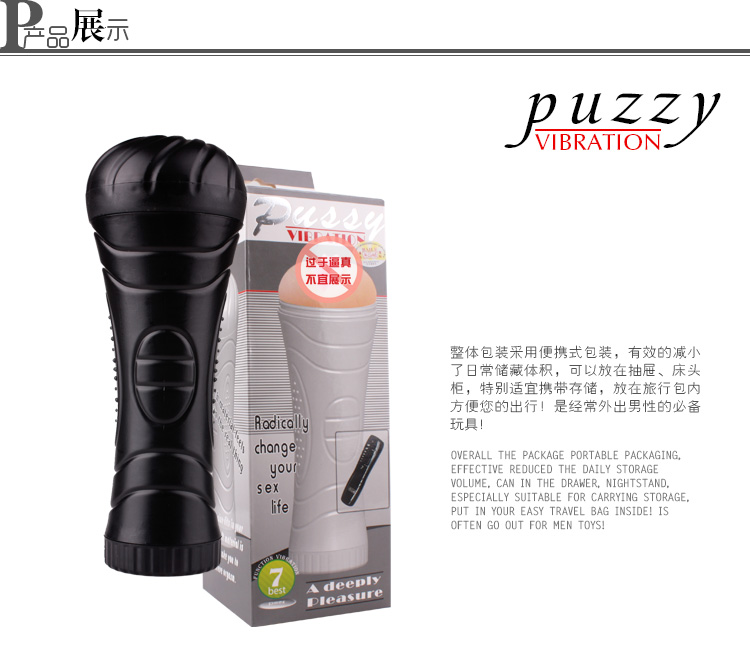 P产品展示
puzzy
VIBRATION
Pussy
VIBRATION
过于逼真
不宜展示
Radically
change
your
sex
life
FUNCTION VIBRATION
7
best
A deeply
Pleasure
整体包装采用便携式包装，有效的减小
了日常储藏体积，可以放在抽屉、床头
柜，特别适宜携带存储，放在旅行包内
方便您的出行！是经常外出男性的必备
玩具！
OVERALL THE PACKAGE PORTABLE PACKAGING,
EFFECTIVE REDUCED THE DAILY STORAGE
VOLUME, CAN IN THE DRAWER, NIGHTSTAND,
ESPECIALLY SUITABLE FOR CARRYING STORAGE,
PUT IN YOUR EASY TRAVEL BAG INSIDE! IS
OFTEN GO OUT FOR MEN TOYS!